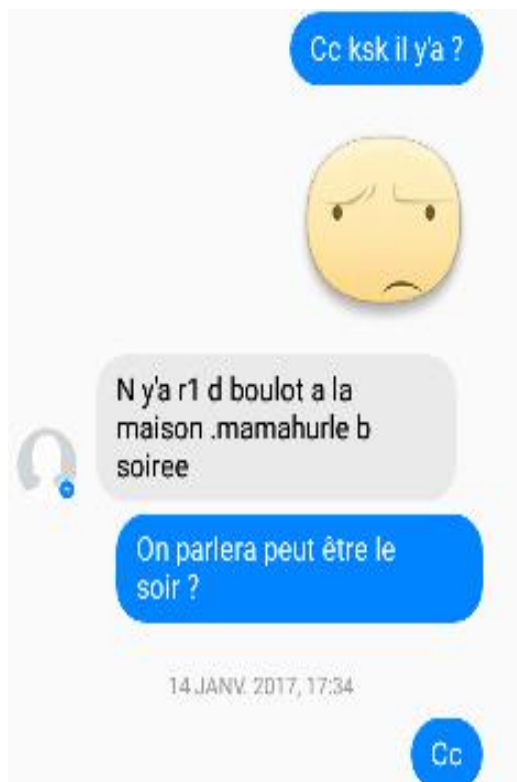 Cc ksk il y'a ?
N y'a r1 d boulot a la
maison .mamahurle b
soiree
On parlera peut être le
soir ?
14 JANV. 2017, 17:34
Cc